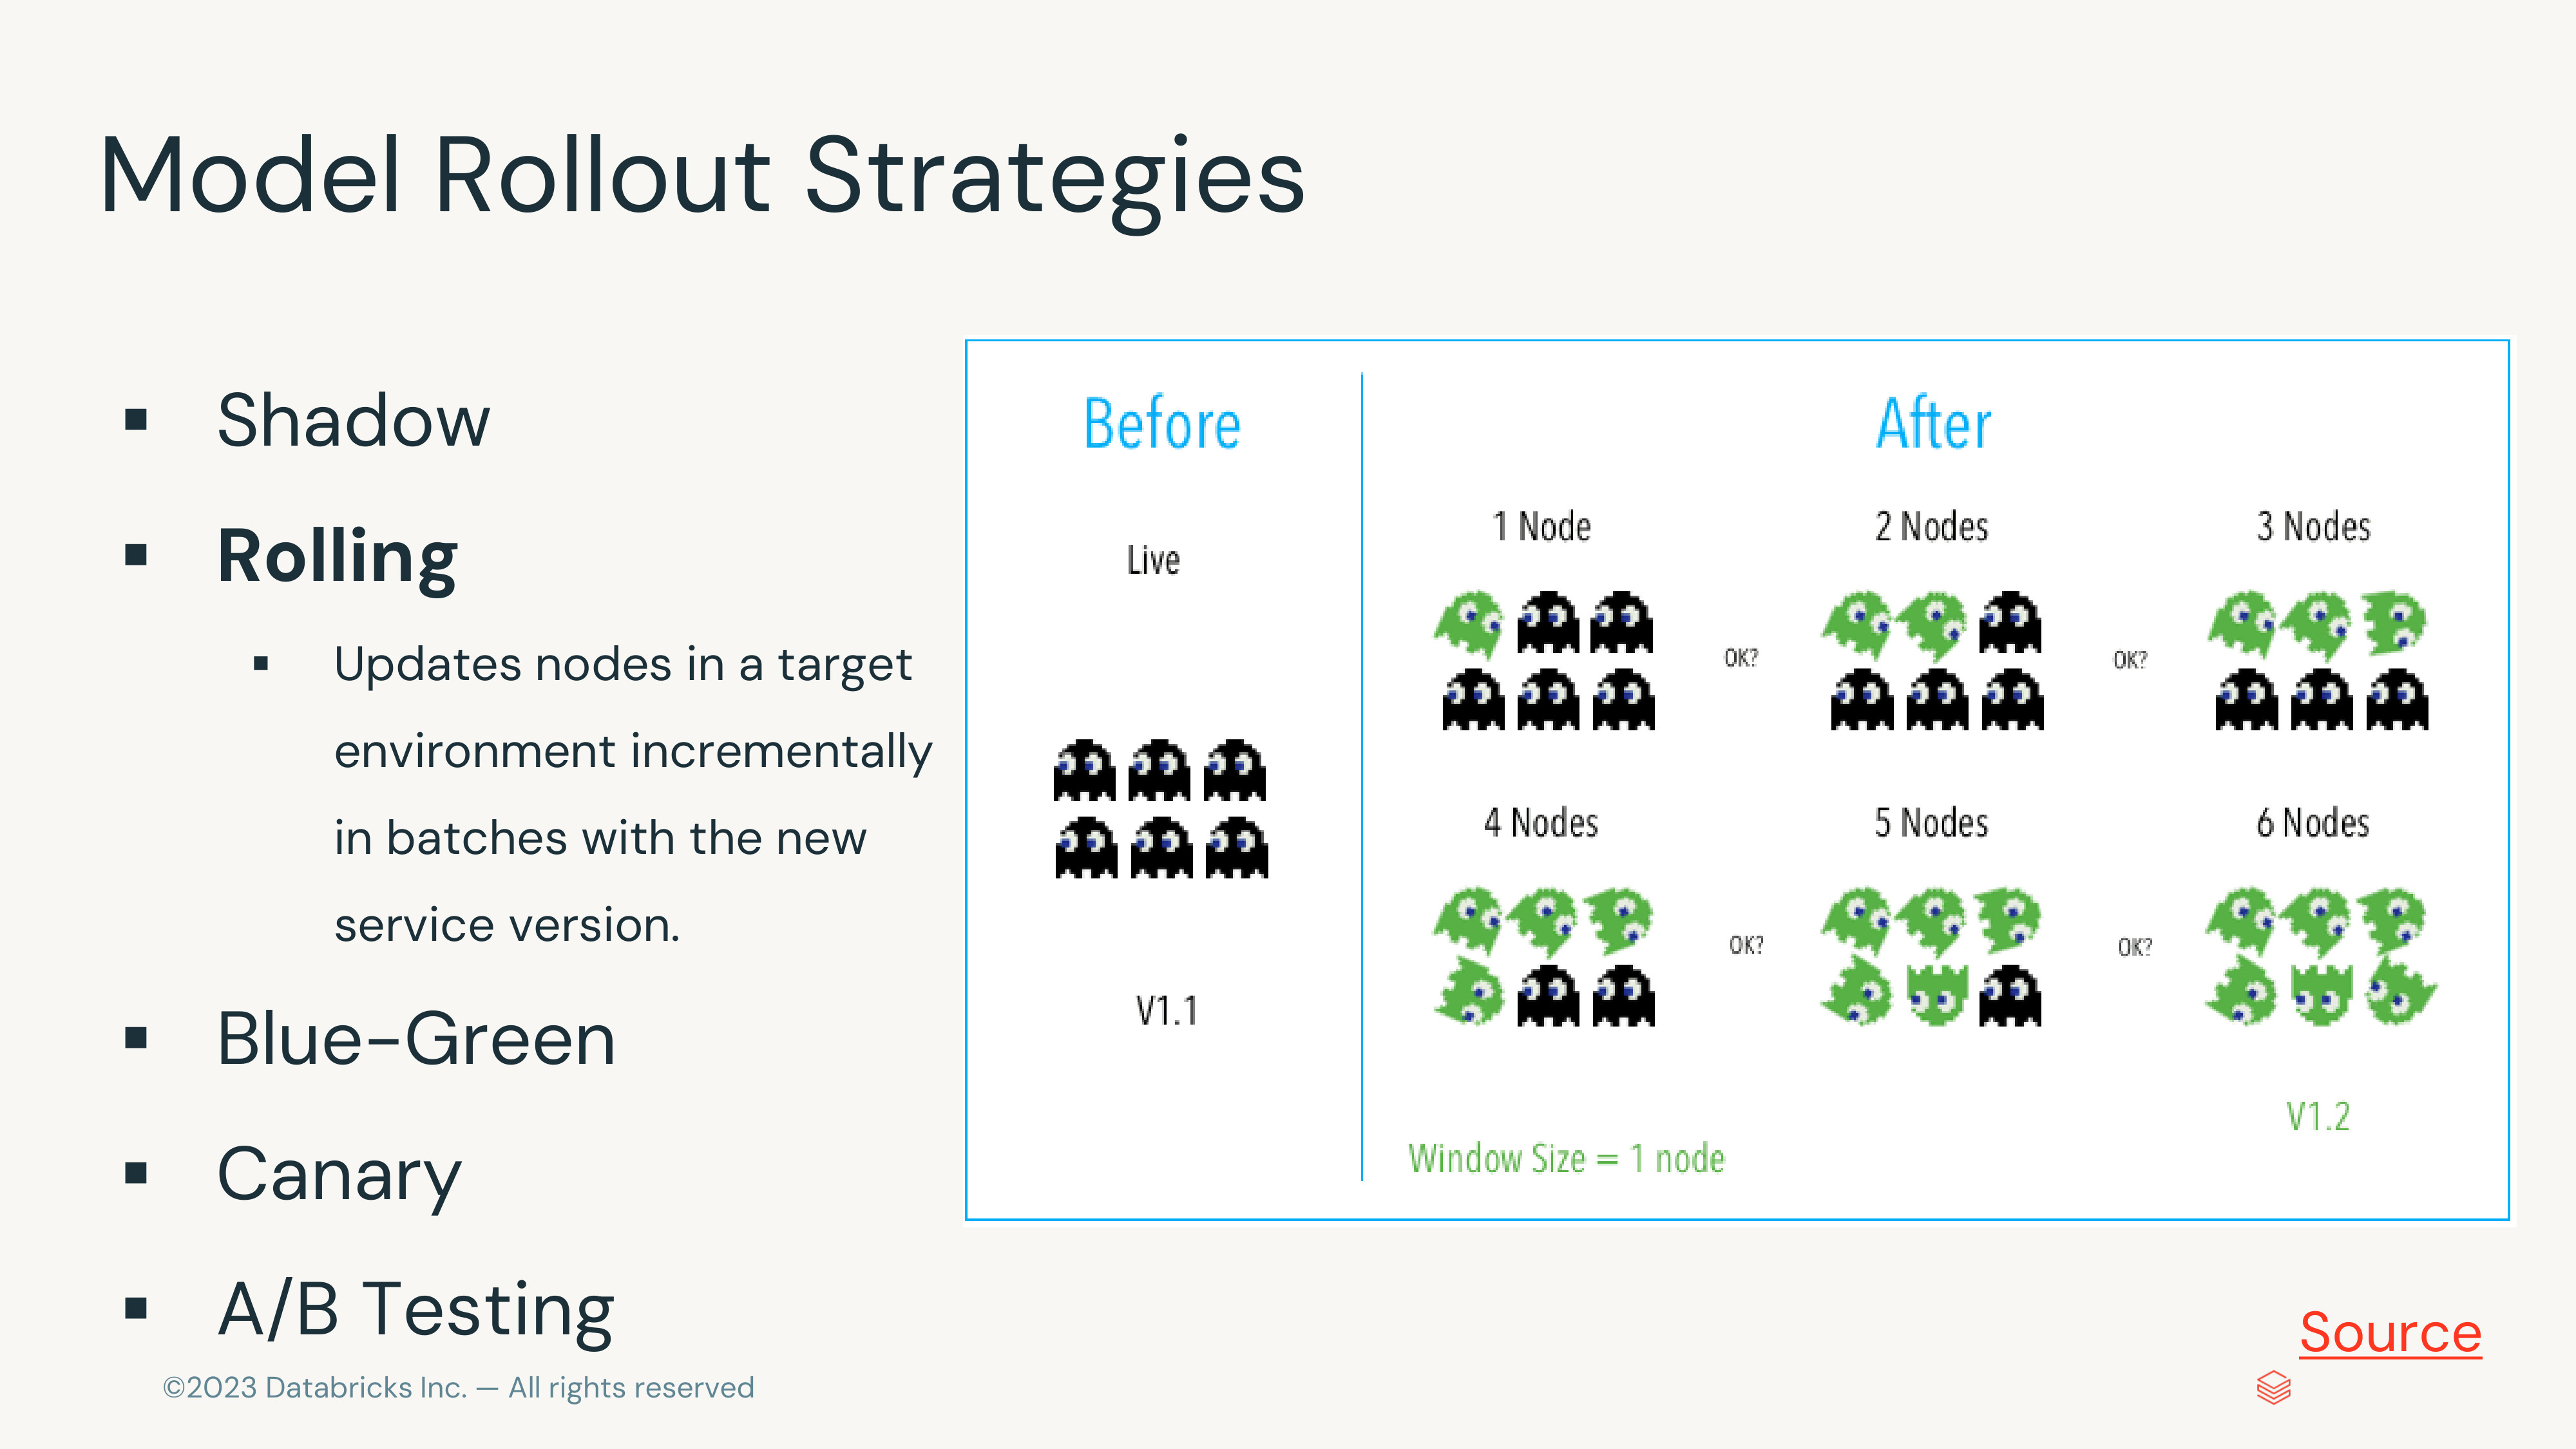 Model Rollout Strategies
▪ Shadow
▪ Rolling
▪ Updates nodes in a target
environment incrementally
in batches with the new
service version.
▪ Blue-Green
▪ Canary
▪ A/B Testing
Before
Live
V1.1
After
1 Node
2 Nodes
3 Nodes
OK?
OK?
4 Nodes
5 Nodes
6 Nodes
OK?
OK?
V1.2
Window Size = 1 node
Source
©2023 Databricks Inc. — All rights reserved